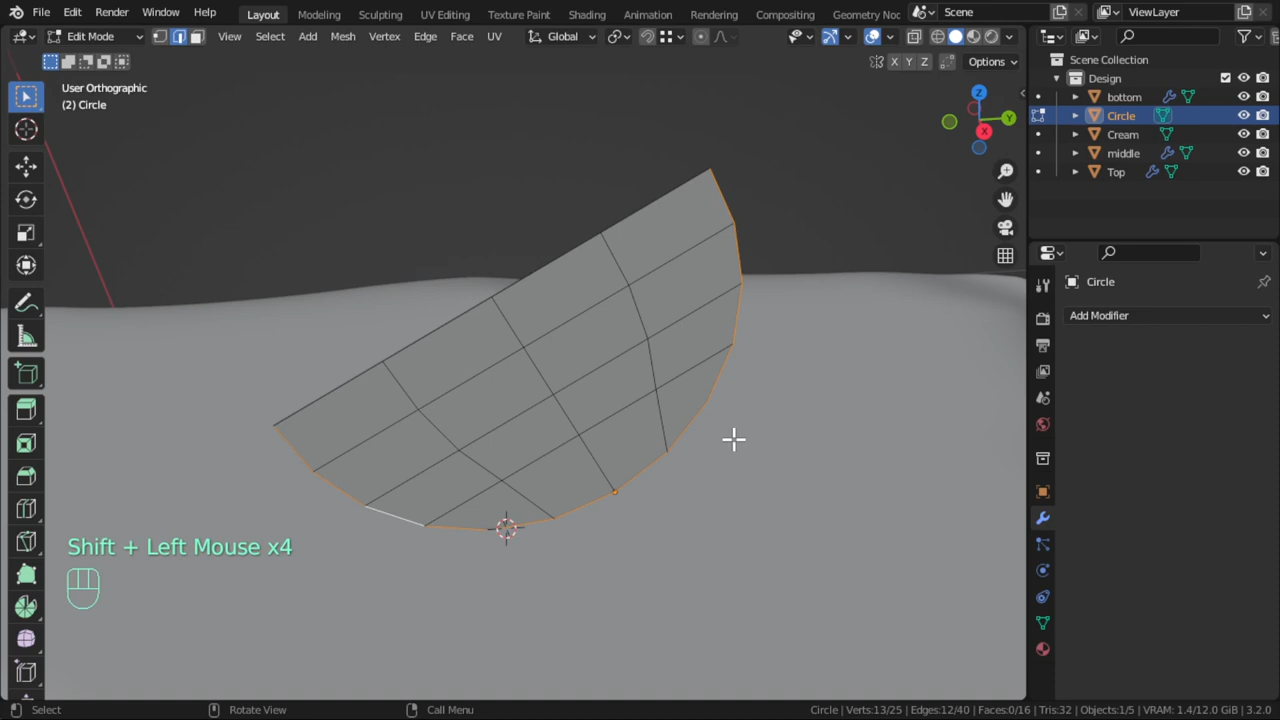 File Edit Render Window Help Layout Modeling Sculpting UV Editing Texture Paint Shading Animation Rendering Compositing Geometry Noc Scene ViewLayer
Edit Mode View Select Add Mesh Vertex Edge Face UV Global
X Y Z Options
User Orthographic
(2) Circle
Z
Y
X
Scene Collection
Design
bottom
Circle
Cream
middle
Top
Circle
Add Modifier
Shift + Left Mouse x4
Select Rotate View Call Menu Circle | Verts:13/25 | Edges:12/40 | Faces:0/16 | Tris:32 | Objects:1/5 | VRAM: 1.4/12.0 GiB | 3.2.0